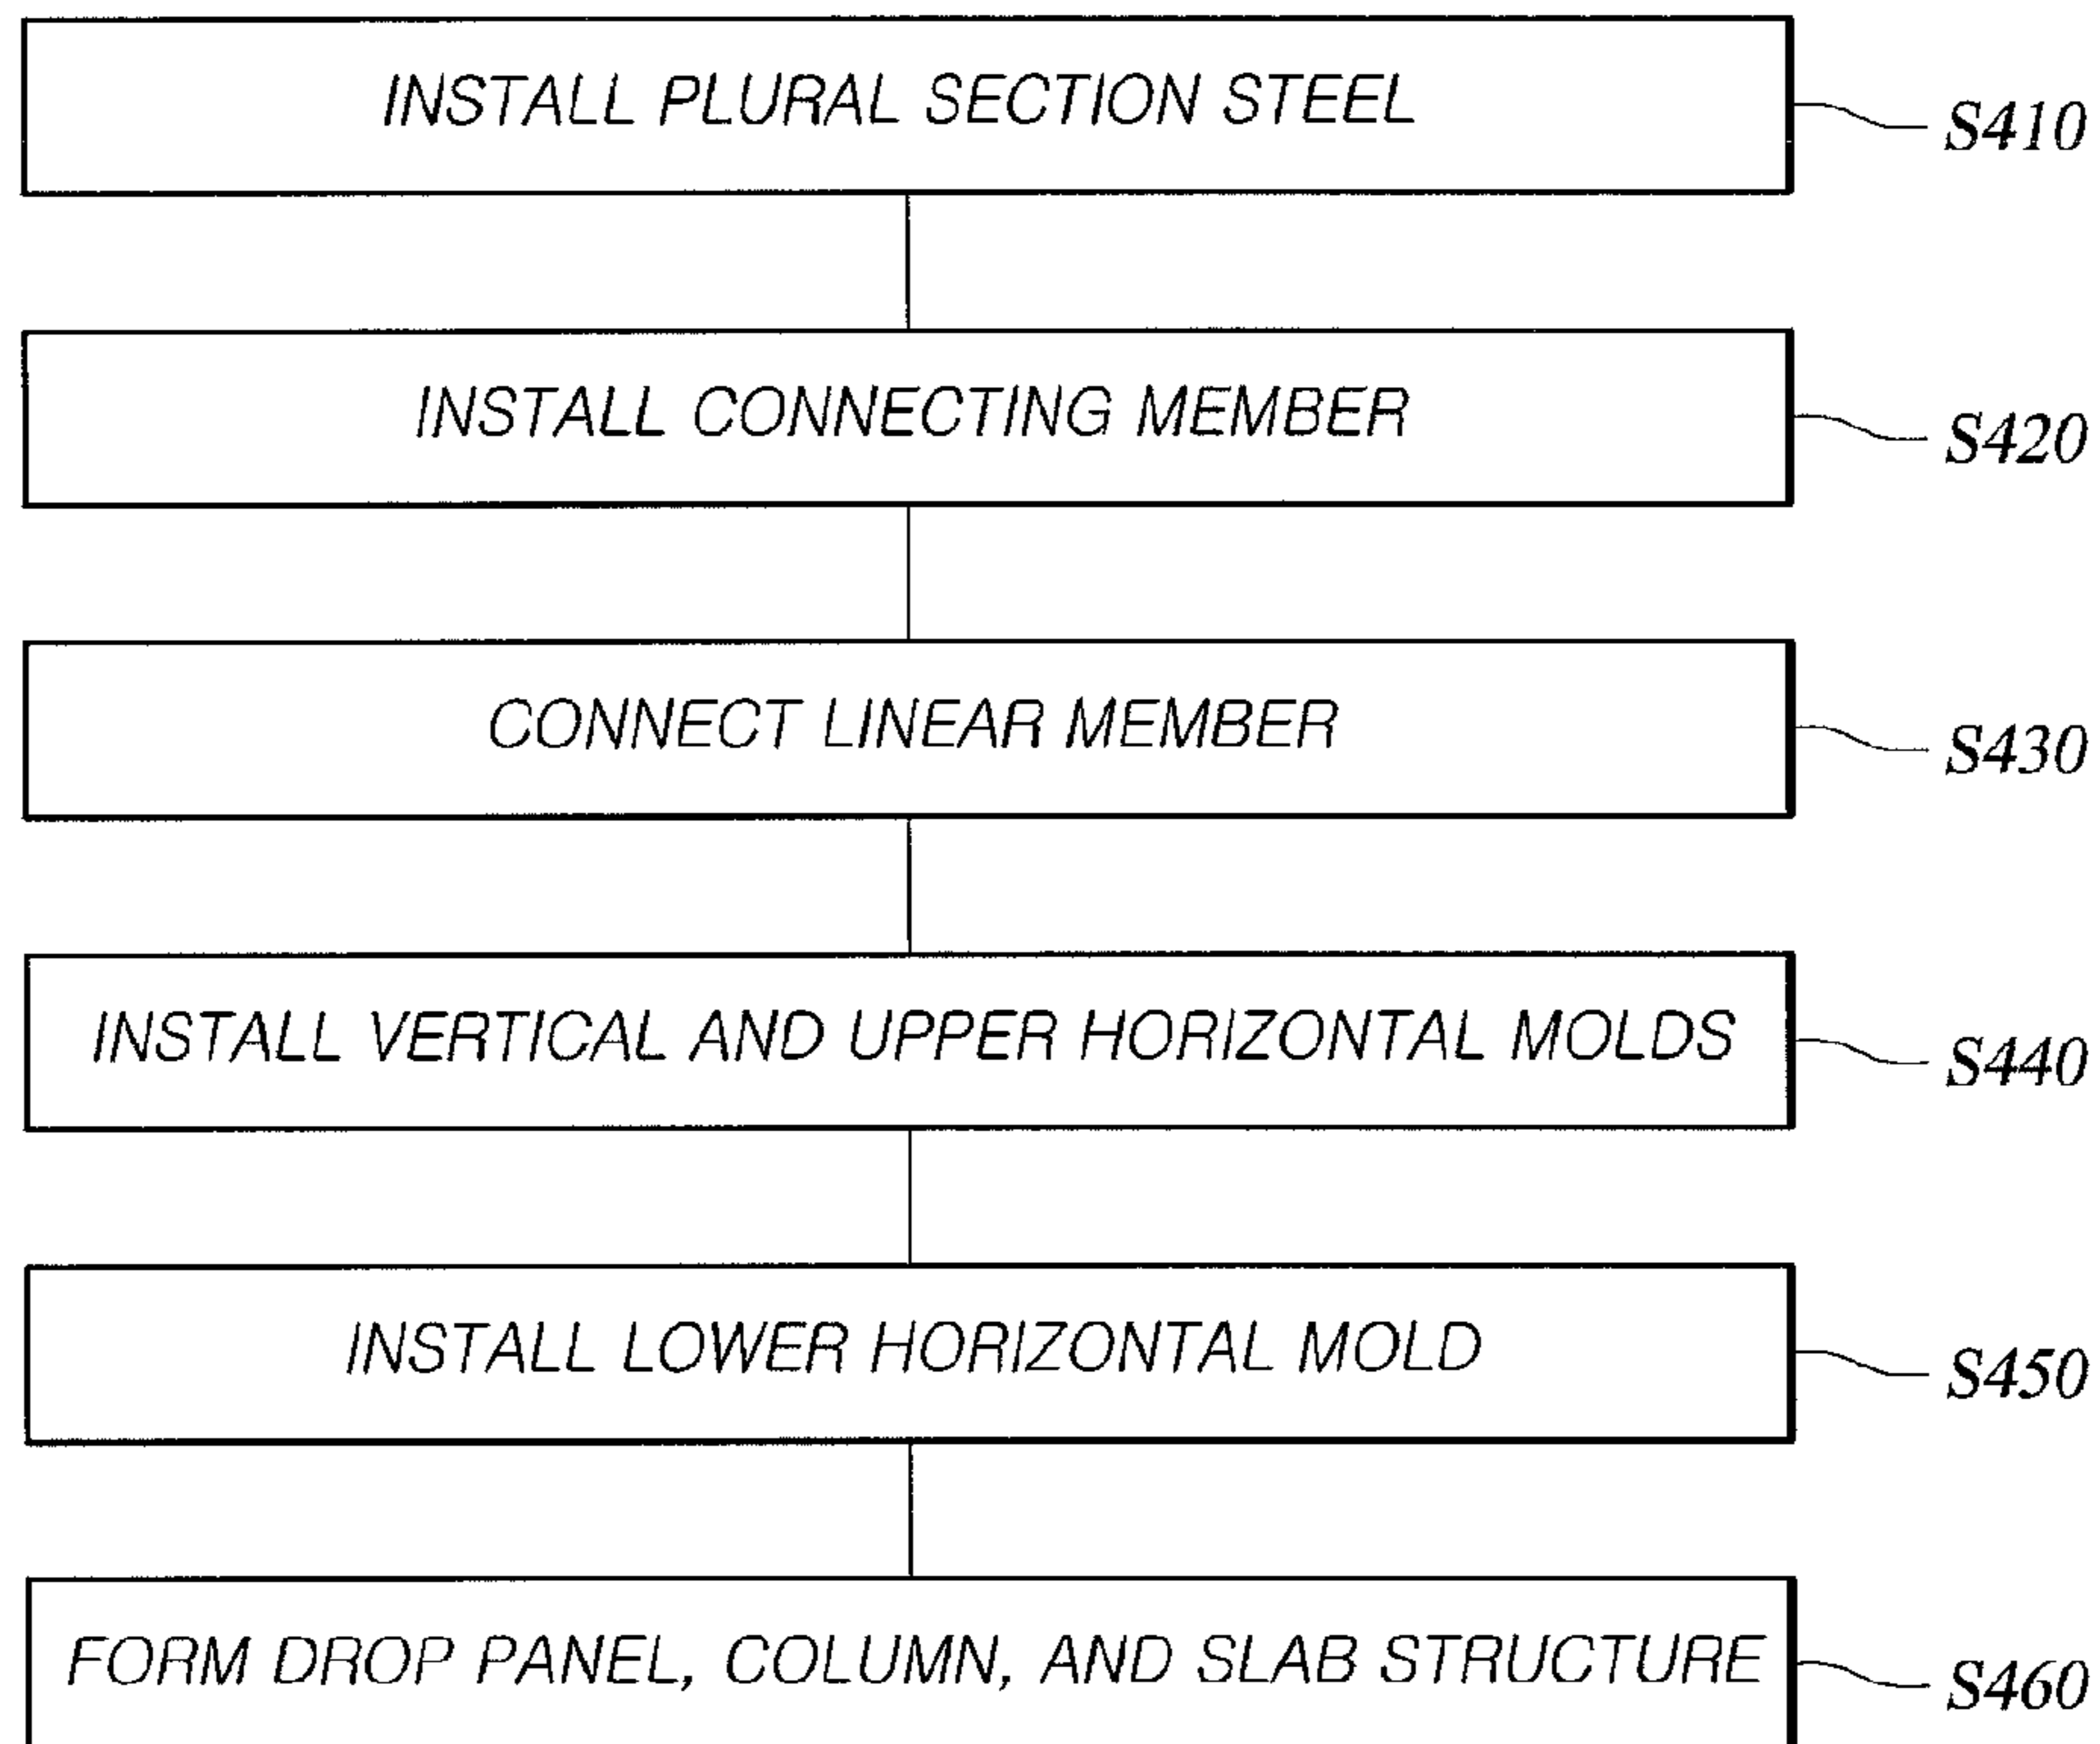 INSTALL PLURAL SECTION STEEL
S410
INSTALL CONNECTING MEMBER
S420
CONNECT LINEAR MEMBER
S430
INSTALL VERTICAL AND UPPER HORIZONTAL MOLDS
S440
INSTALL LOWER HORIZONTAL MOLD
S450
FORM DROP PANEL, COLUMN, AND SLAB STRUCTURE
S460